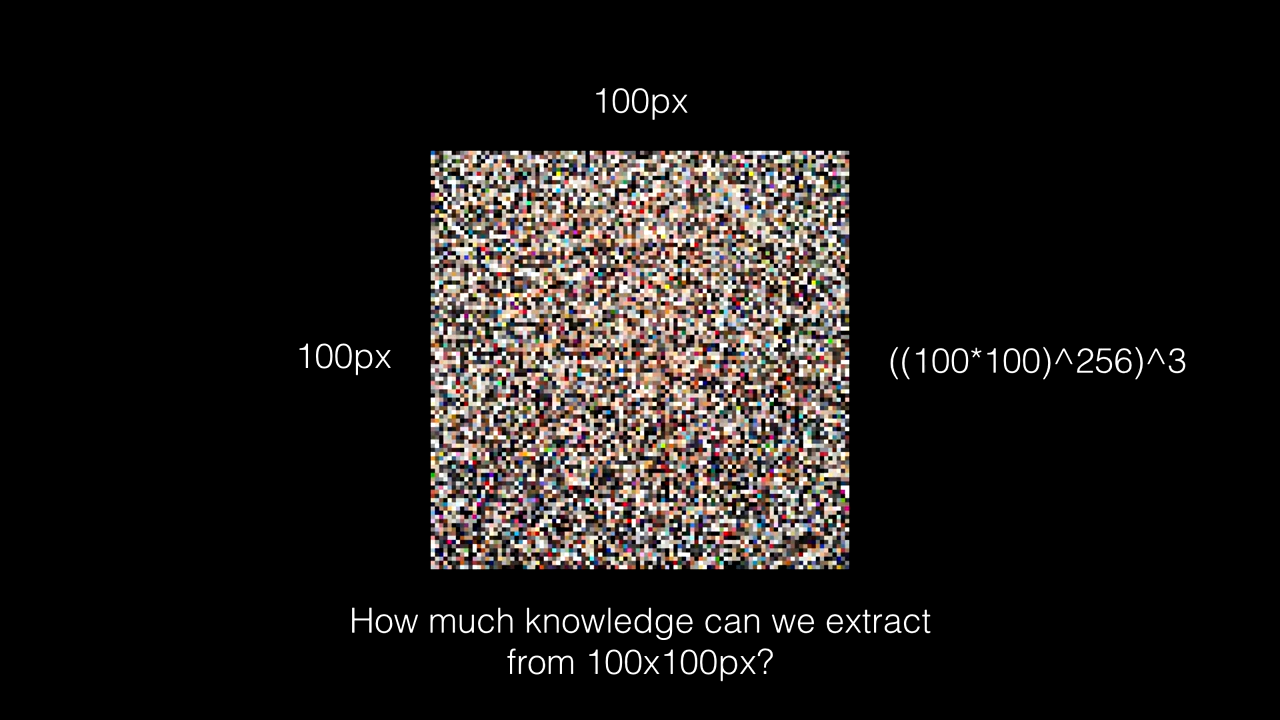 100px
100px
((100*100)^256)^3
How much knowledge can we extract
from 100x100px?